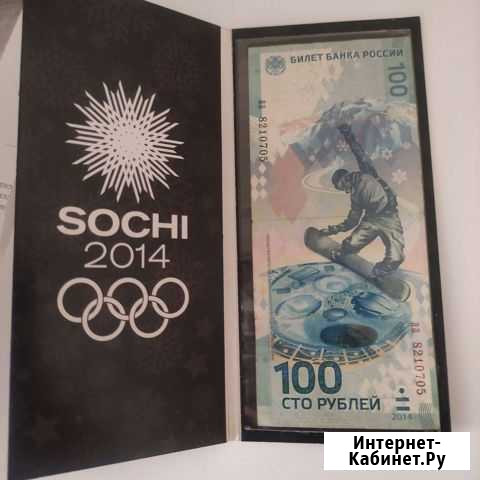 SOCHI
2014
БИЛЕТ БАНКА РОССИИ
100
аа 8210705
аа 8210705
100
СТО РУБЛЕЙ
2014
Интернет-
Кабинет.Ру